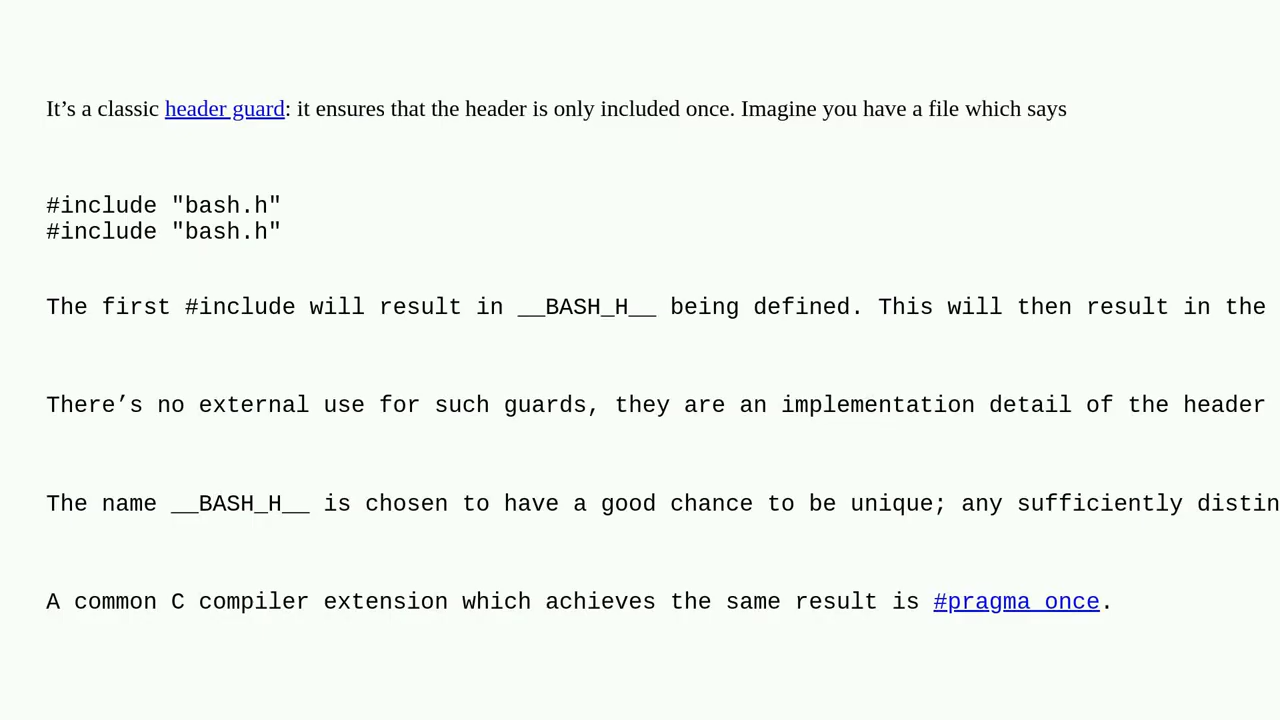 It’s a classic header guard: it ensures that the header is only included once. Imagine you have a file which says
#include "bash.h"
#include "bash.h"
The first #include will result in __BASH_H__ being defined. This will then result in the
There’s no external use for such guards, they are an implementation detail of the header
The name __BASH_H__ is chosen to have a good chance to be unique; any sufficiently distin
A common C compiler extension which achieves the same result is #pragma once.